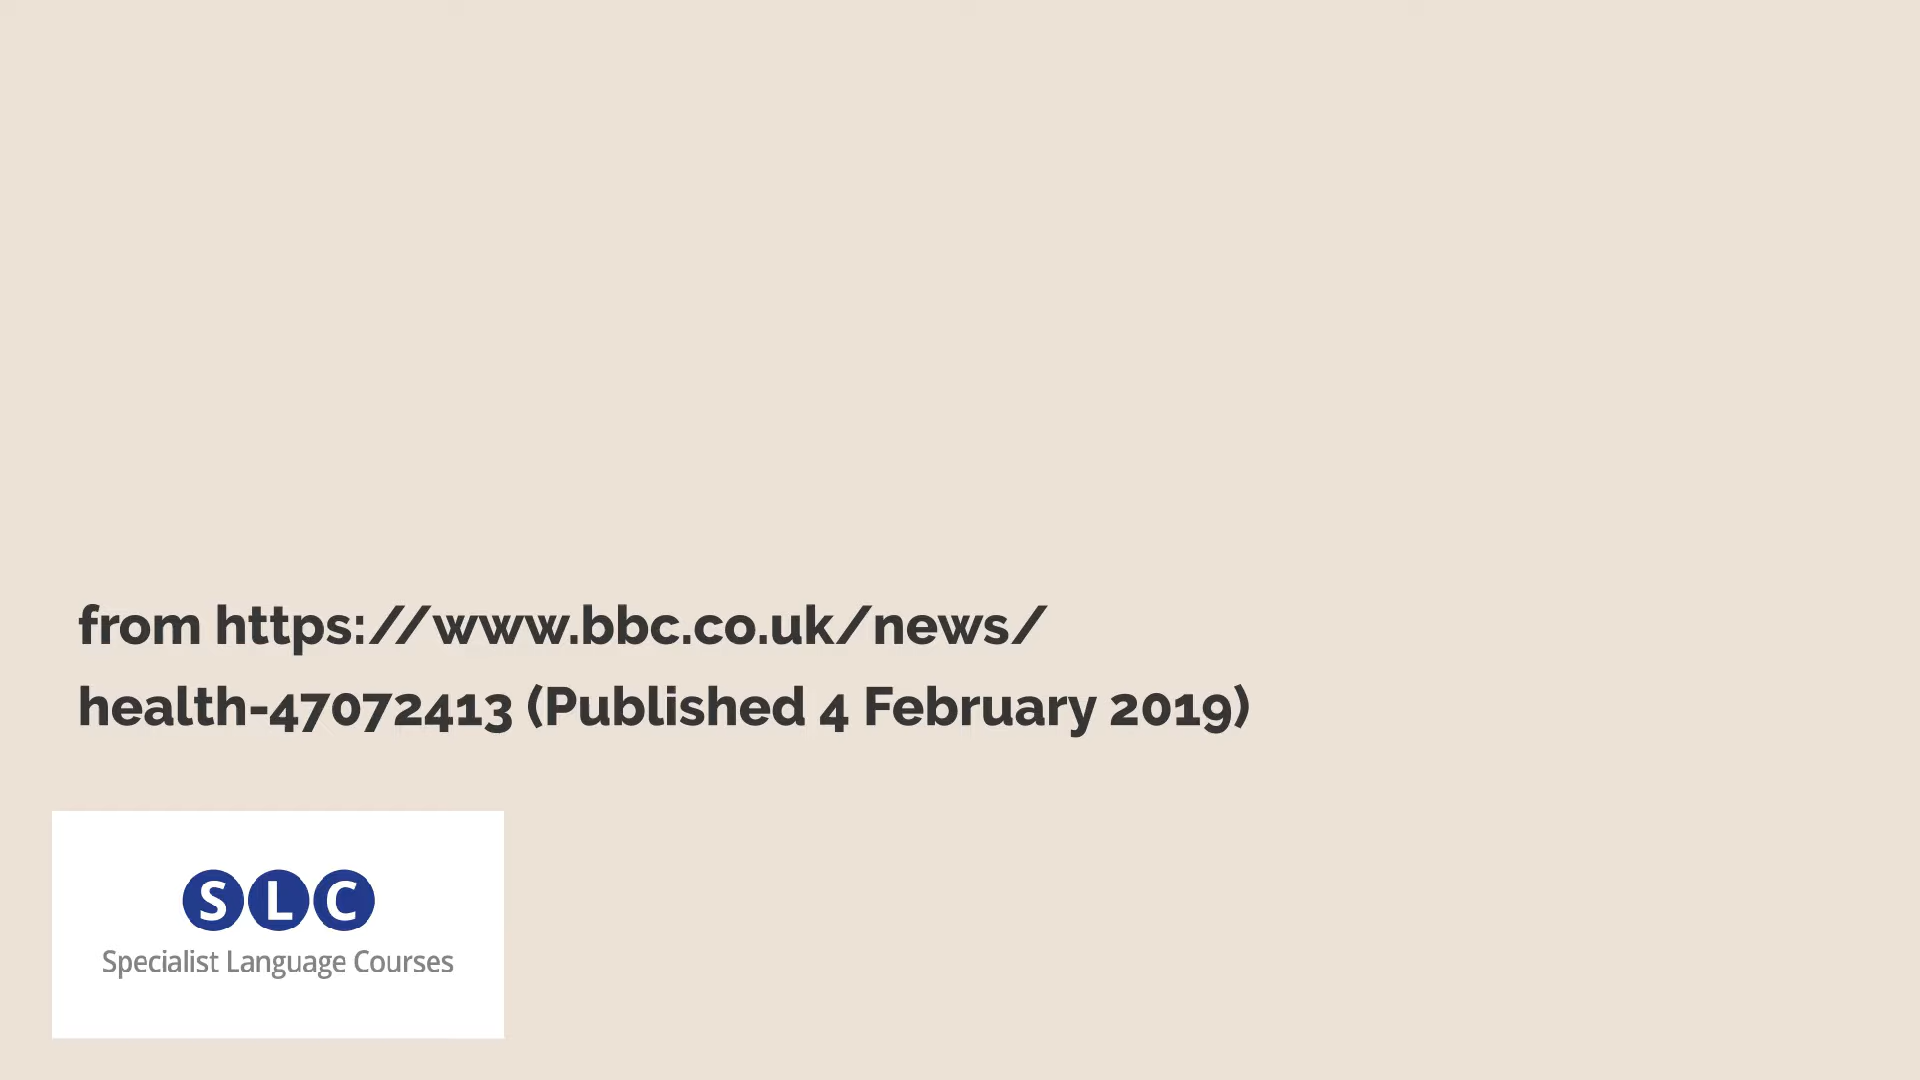 from https://www.bbc.co.uk/news/
health-47072413 (Published 4 February 2019)
SLC
Specialist Language Courses